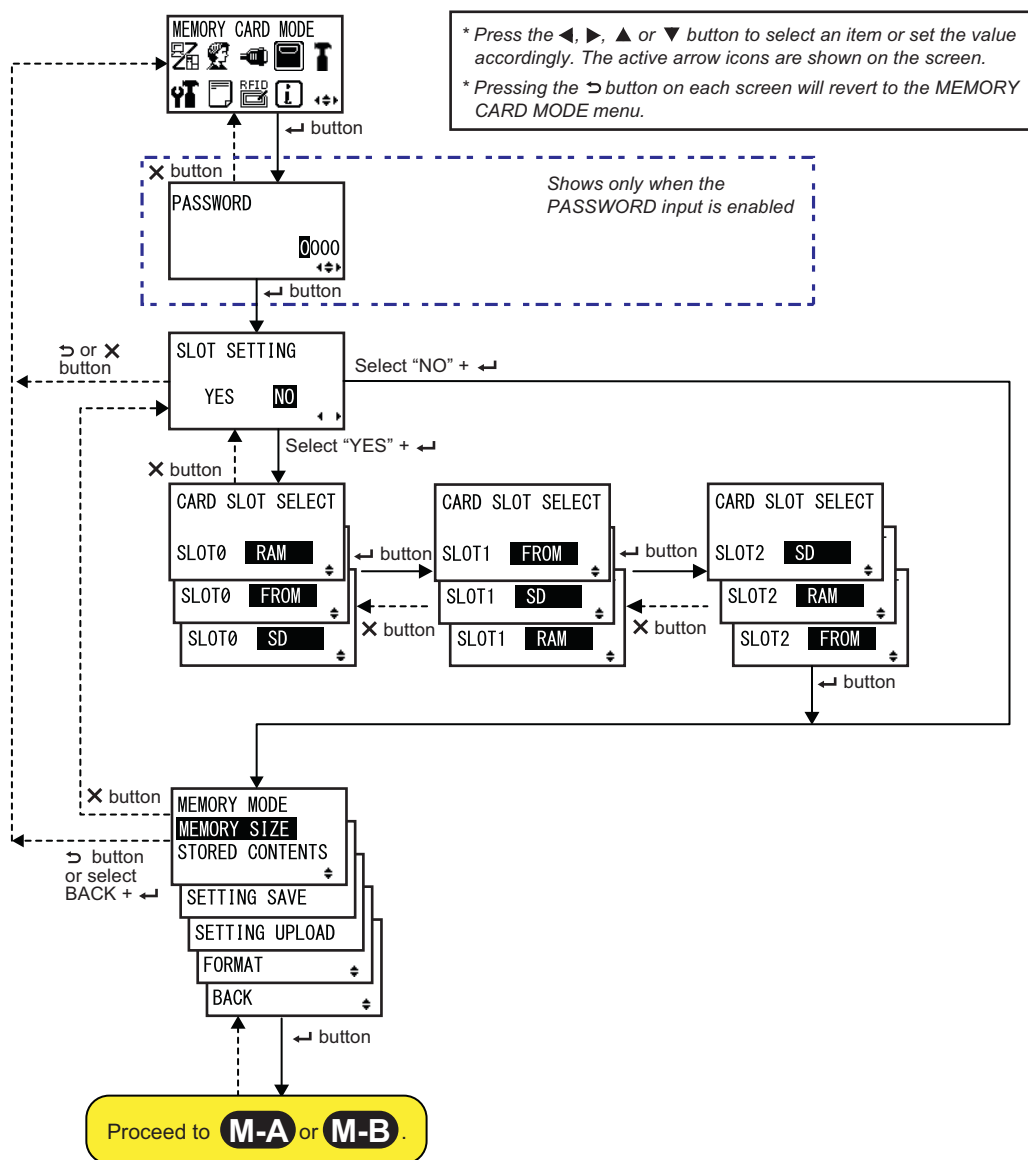 MEMORY CARD MODE
RFID
* Press the ◀, ▶, ▲ or ▼ button to select an item or set the value
accordingly. The active arrow icons are shown on the screen.
* Pressing the ⮌ button on each screen will revert to the MEMORY
CARD MODE menu.
↵ button
✕ button
Shows only when the
PASSWORD input is enabled
PASSWORD
0000
↵ button
⮌ or ✕
button
SLOT SETTING
YES NO
Select “NO” + ↵
Select “YES” + ↵
✕ button
CARD SLOT SELECT
SLOT0 RAM
SLOT0 FROM
SLOT0 SD
↵ button
✕ button
CARD SLOT SELECT
SLOT1 FROM
SLOT1 SD
SLOT1 RAM
↵ button
✕ button
CARD SLOT SELECT
SLOT2 SD
SLOT2 RAM
SLOT2 FROM
↵ button
✕ button
MEMORY MODE
MEMORY SIZE
STORED CONTENTS
SETTING SAVE
SETTING UPLOAD
FORMAT
BACK
⮌ button
or select
BACK + ↵
↵ button
Proceed to M-A or M-B.